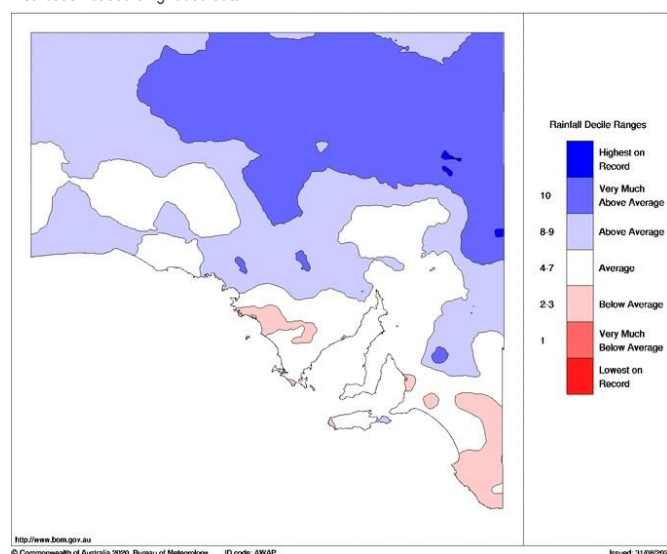 Rainfall Decile Ranges
Highest on
Record
10
Very Much
Above Average
8-9
Above Average
4-7
Average
2-3
Below Average
1
Very Much
Below Average
Lowest on
Record
http://www.bom.gov.au
© Commonwealth of Australia 2020, Bureau of Meteorology
ID code: AWAP
Issued: